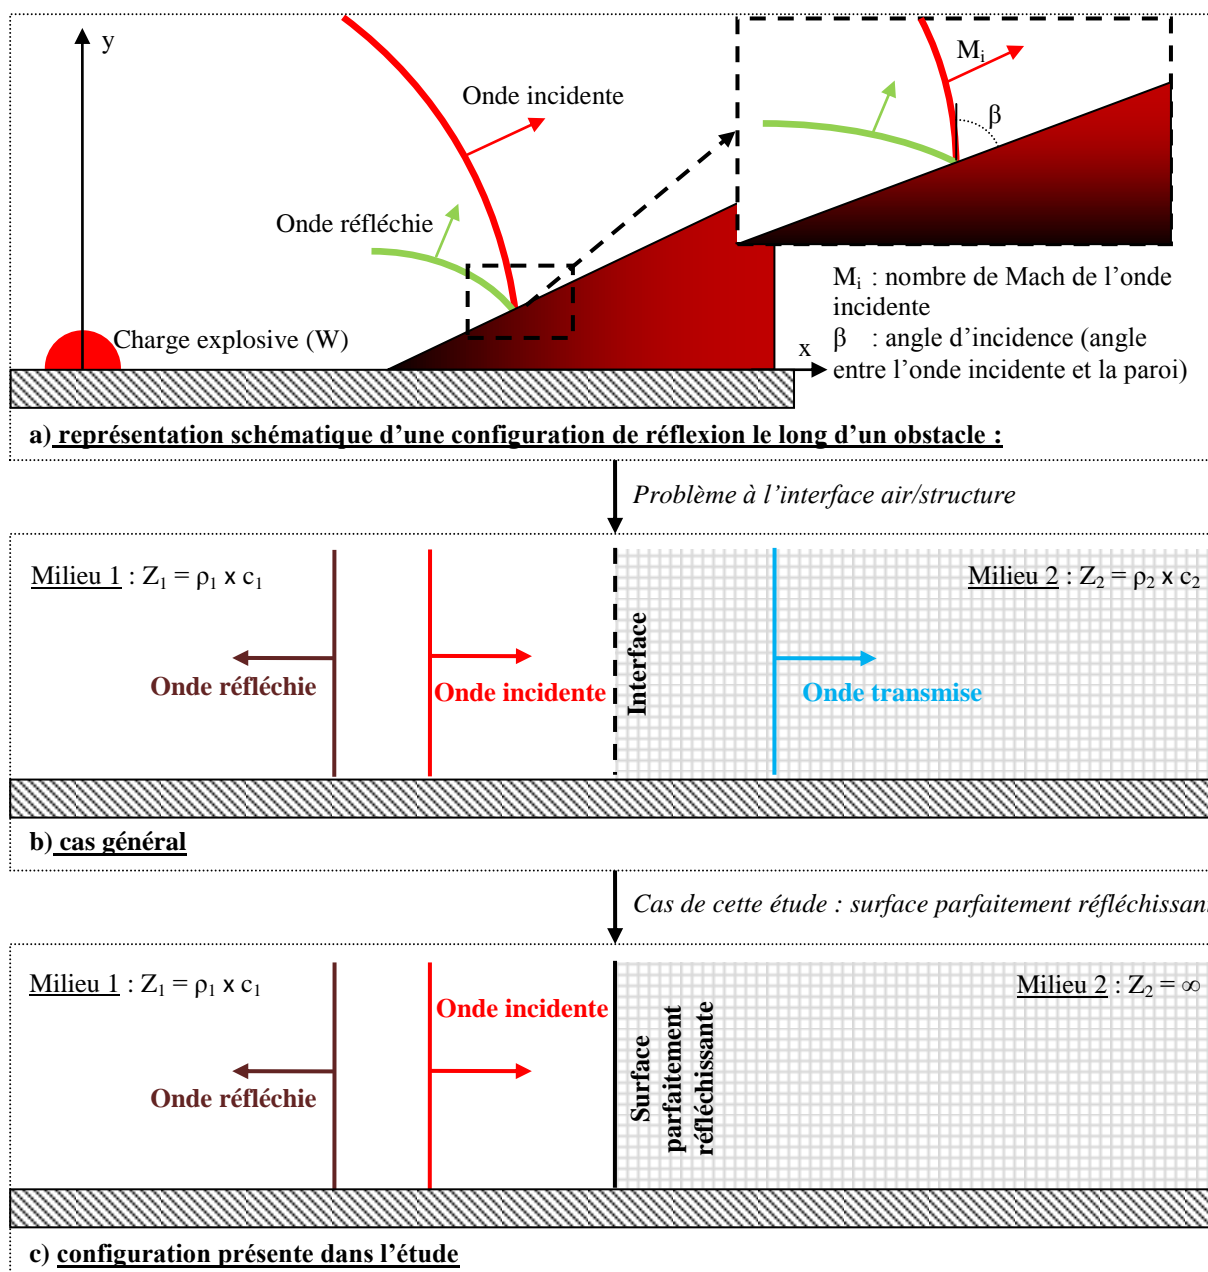 y
M_i
Onde incidente
β
Onde réfléchie
M_i : nombre de Mach de l’onde
incidente
β : angle d’incidence (angle
entre l’onde incidente et la paroi)
Charge explosive (W)
x
a) représentation schématique d’une configuration de réflexion le long d’un obstacle :
Problème à l’interface air/structure
Milieu 1 : Z₁ = ρ₁ x c₁
Milieu 2 : Z₂ = ρ₂ x c₂
Interface
Onde réfléchie
Onde incidente
Onde transmise
b) cas général
Cas de cette étude : surface parfaitement réfléchissan
Milieu 1 : Z₁ = ρ₁ x c₁
Onde incidente
Milieu 2 : Z₂ = ∞
Surface
parfaitement
réfléchissante
Onde réfléchie
c) configuration présente dans l’étude